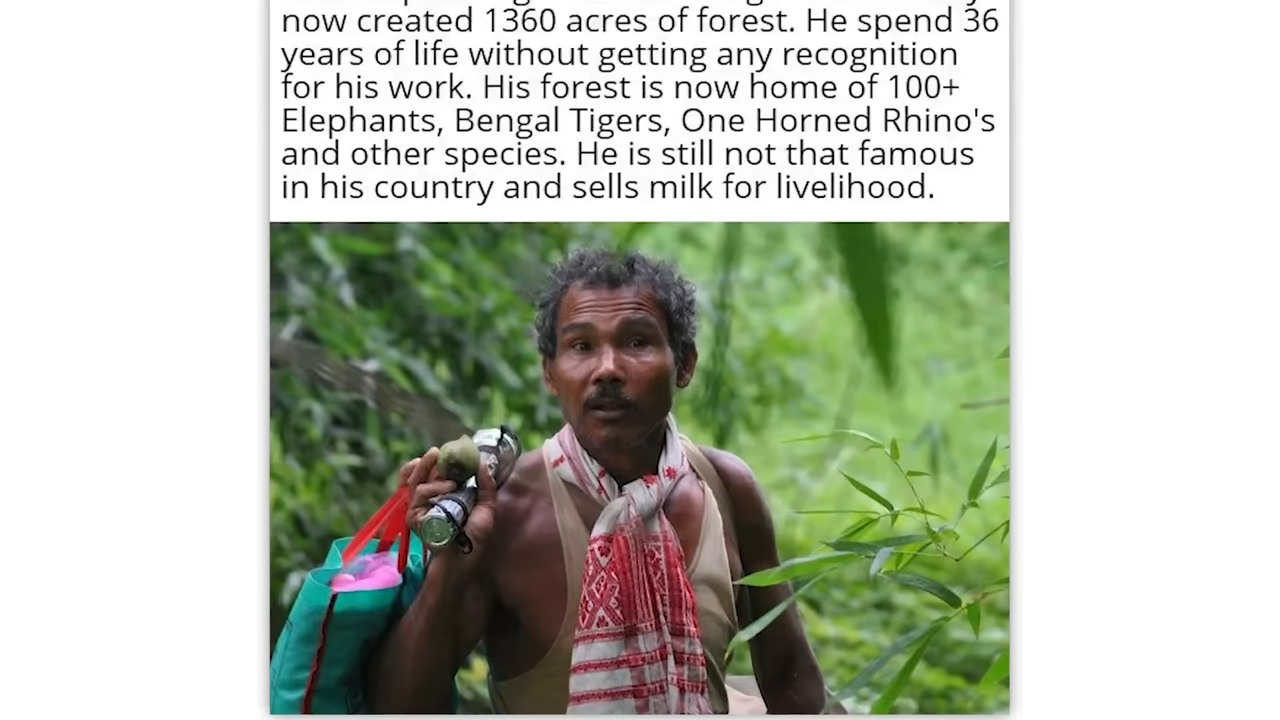 now created 1360 acres of forest. He spend 36
years of life without getting any recognition
for his work. His forest is now home of 100+
Elephants, Bengal Tigers, One Horned Rhino's
and other species. He is still not that famous
in his country and sells milk for livelihood.